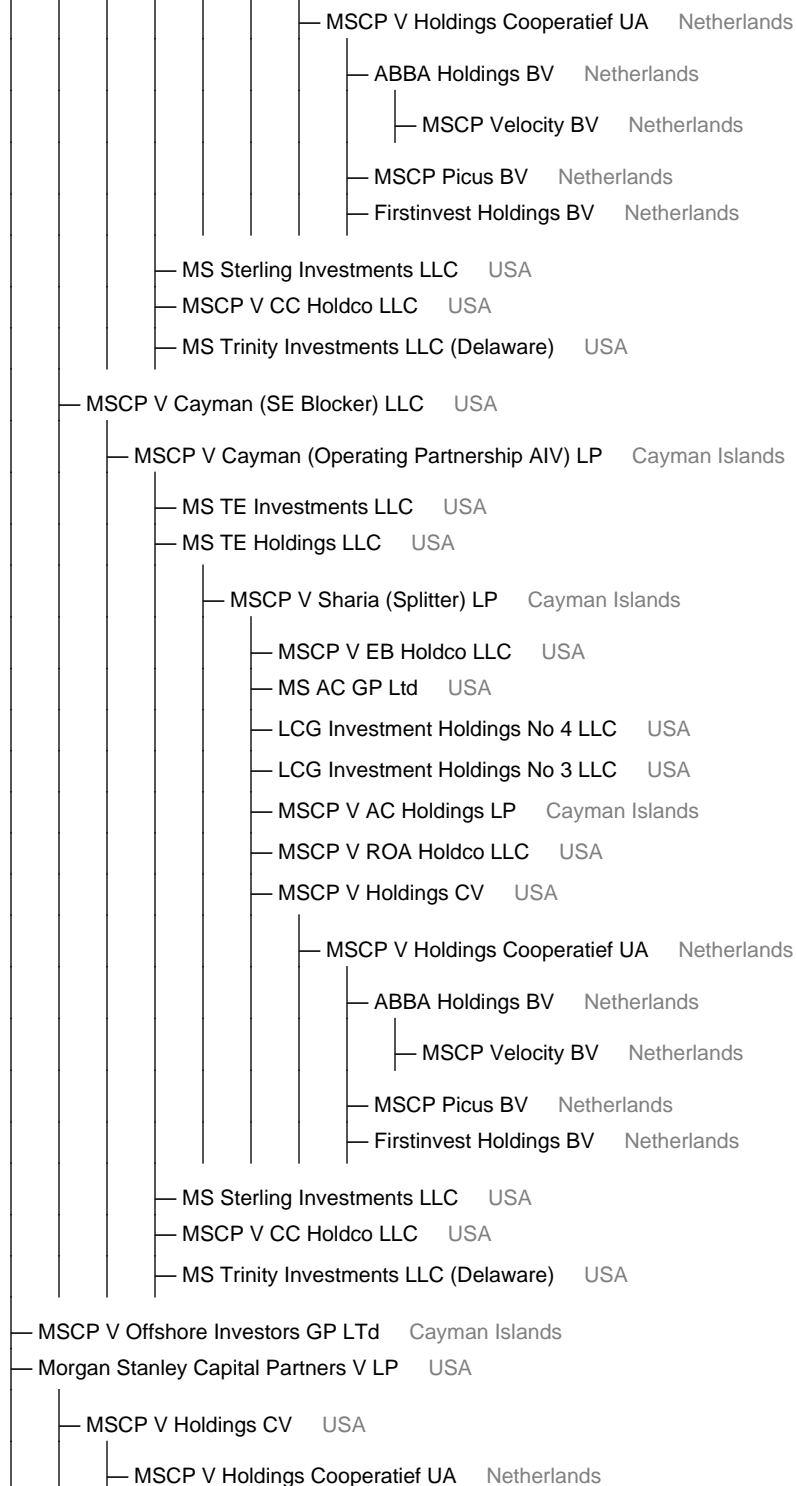 MSCP V Holdings Cooperatief UA Netherlands
ABBA Holdings BV Netherlands
MSCP Velocity BV Netherlands
MSCP Picus BV Netherlands
Firstinvest Holdings BV Netherlands
MS Sterling Investments LLC USA
MSCP V CC Holdco LLC USA
MS Trinity Investments LLC (Delaware) USA
MSCP V Cayman (SE Blocker) LLC USA
MSCP V Cayman (Operating Partnership AIV) LP Cayman Islands
MS TE Investments LLC USA
MS TE Holdings LLC USA
MSCP V Sharia (Splitter) LP Cayman Islands
MSCP V EB Holdco LLC USA
MS AC GP Ltd USA
LCG Investment Holdings No 4 LLC USA
LCG Investment Holdings No 3 LLC USA
MSCP V AC Holdings LP Cayman Islands
MSCP V ROA Holdco LLC USA
MSCP V Holdings CV USA
MSCP V Holdings Cooperatief UA Netherlands
ABBA Holdings BV Netherlands
MSCP Velocity BV Netherlands
MSCP Picus BV Netherlands
Firstinvest Holdings BV Netherlands
MS Sterling Investments LLC USA
MSCP V CC Holdco LLC USA
MS Trinity Investments LLC (Delaware) USA
MSCP V Offshore Investors GP LTd Cayman Islands
Morgan Stanley Capital Partners V LP USA
MSCP V Holdings CV USA
MSCP V Holdings Cooperatief UA Netherlands